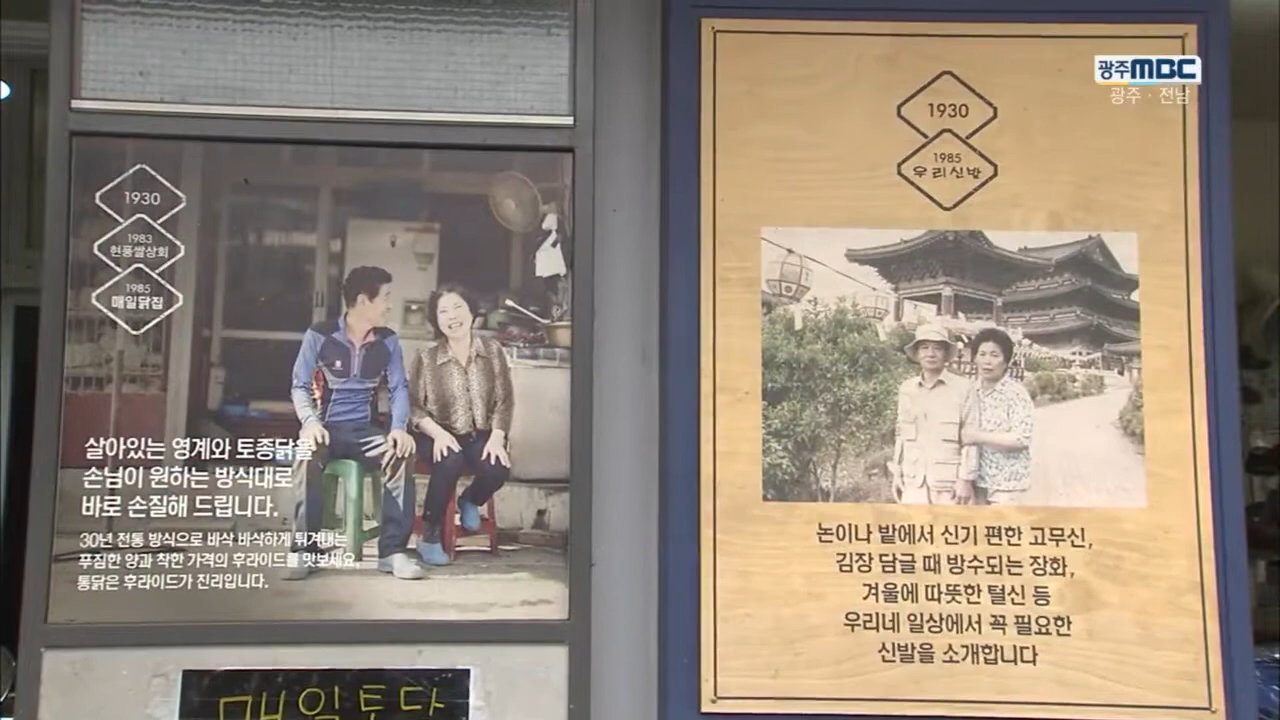 1930
1983
현풍쌀상회
1985
매일닭집
살아있는 영계와 토종닭을
손님이 원하는 방식대로
바로 손질해 드립니다.
30년 전통 방식으로 바삭 바삭하게 튀겨내는
푸짐한 양과 착한 가격의 후라이드를 맛보세요.
통닭은 후라이드가 진리입니다.
매일토닭
1930
1985
우리신발
논이나 밭에서 신기 편한 고무신,
김장 담글 때 방수되는 장화,
겨울에 따뜻한 털신 등
우리네 일상에서 꼭 필요한
신발을 소개합니다
광주MBC
광주·전남